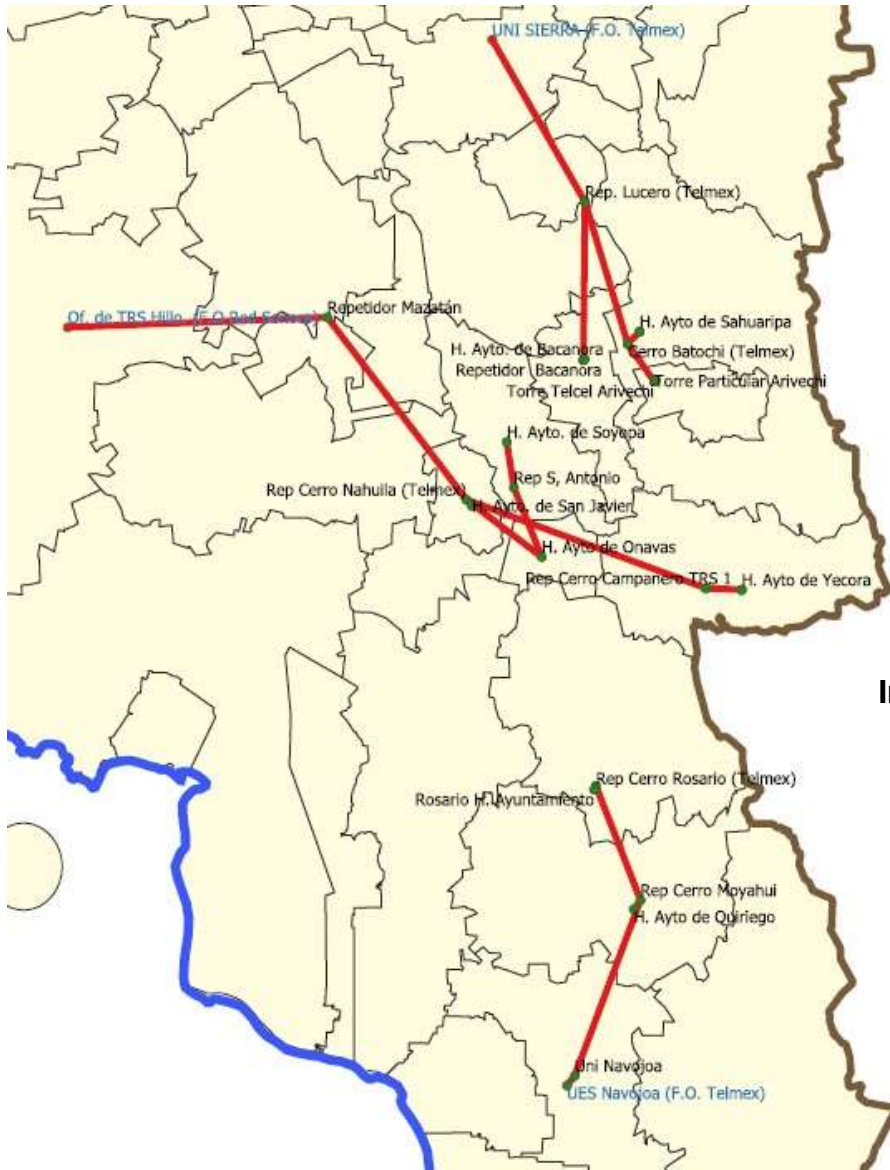 UNI SIERRA (F.O. Telmex)
Rep. Lucero (Telmex)
Of. de TRS Hillo. (F.O Red
Repetidor Mazatán
H. Ayto de Sahuaripa
H. Ayto. de Bacanora
Cerro Batochi (Telmex)
Repetidor Bacanora
Torre Particular Arivechi
Torre Telcel Arivechi
H. Ayto. de Soyopa
Rep S, Antonio
Rep Cerro Nahuila (Telmex)
H. Ayto. de San Javier
H. Ayto de Onavas
Rep Cerro Campanero TRS 1
H. Ayto de Yecora
Rep Cerro Rosario (Telmex)
Rosario H. Ayuntamiento
Rep Cerro Moyahui
H. Ayto de Quiriego
Uni Navojoa
UES Navojoa (F.O. Telmex)